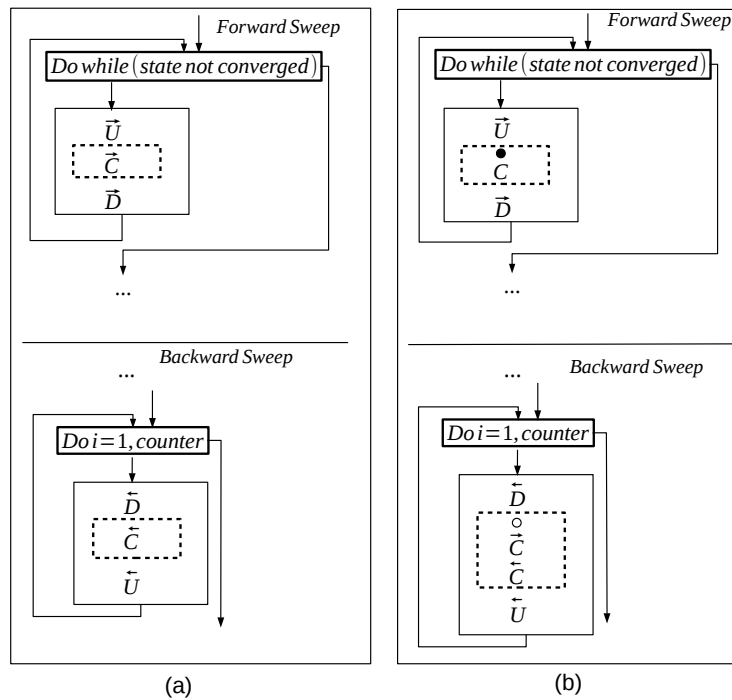 Forward Sweep
Do while (state not converged)
U⃗
C⃗
D⃗
...
Backward Sweep
...
Do i = 1, counter
D⃖
C⃖
U⃖
(a)
Forward Sweep
Do while (state not converged)
U⃗
C
D⃗
...
Backward Sweep
...
Do i = 1, counter
D⃖
C⃗
C⃖
U⃖
(b)